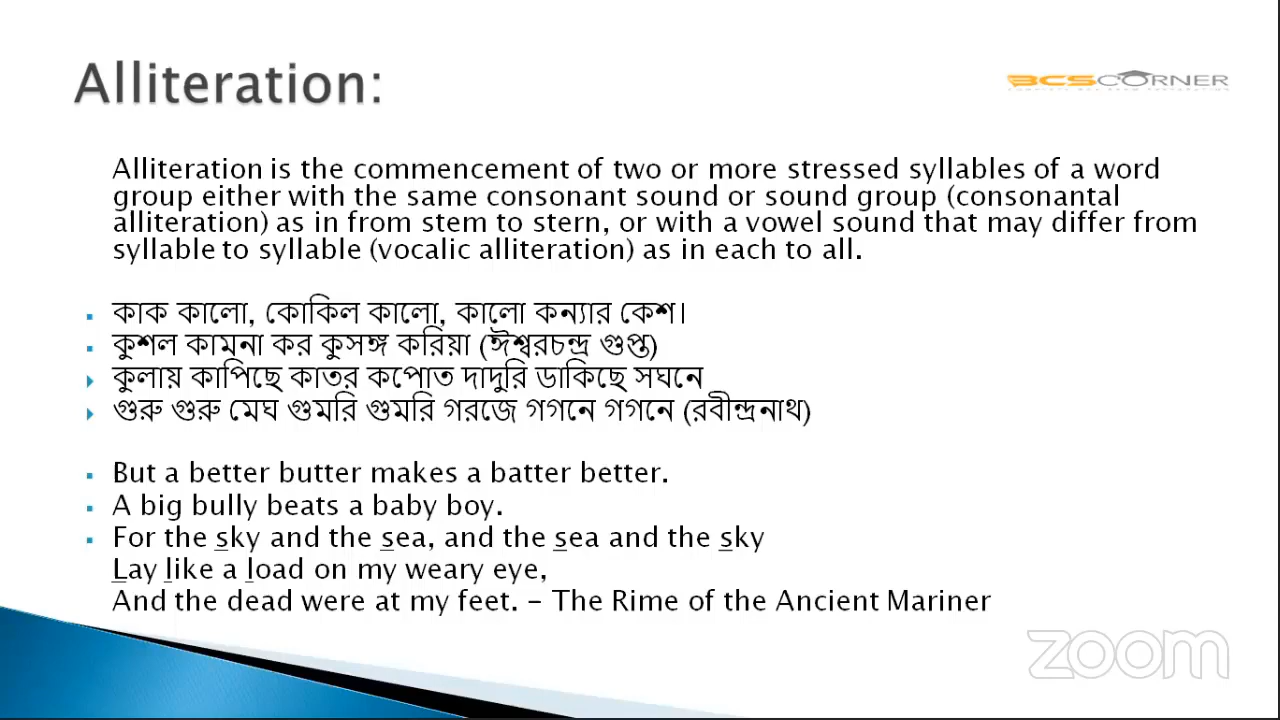 Alliteration:
BCSCORNER
Alliteration is the commencement of two or more stressed syllables of a word
group either with the same consonant sound or sound group (consonantal
alliteration) as in from stem to stern, or with a vowel sound that may differ from
syllable to syllable (vocalic alliteration) as in each to all.
কাক কালো, কোকিল কালো, কালো কন্যার কেশ।
কুশল কামনা কর কুসঙ্গ করিয়া (ঈশ্বরচন্দ্র গুপ্ত)
কুলায় কাপিছে কাতর কপোত দাদুরি ডাকিছে সঘনে
গুরু গুরু মেঘ গুমরি গুমরি গরজে গগনে গগনে (রবীন্দ্রনাথ)
But a better butter makes a batter better.
A big bully beats a baby boy.
For the sky and the sea, and the sea and the sky
Lay like a load on my weary eye,
And the dead were at my feet. – The Rime of the Ancient Mariner
zoom